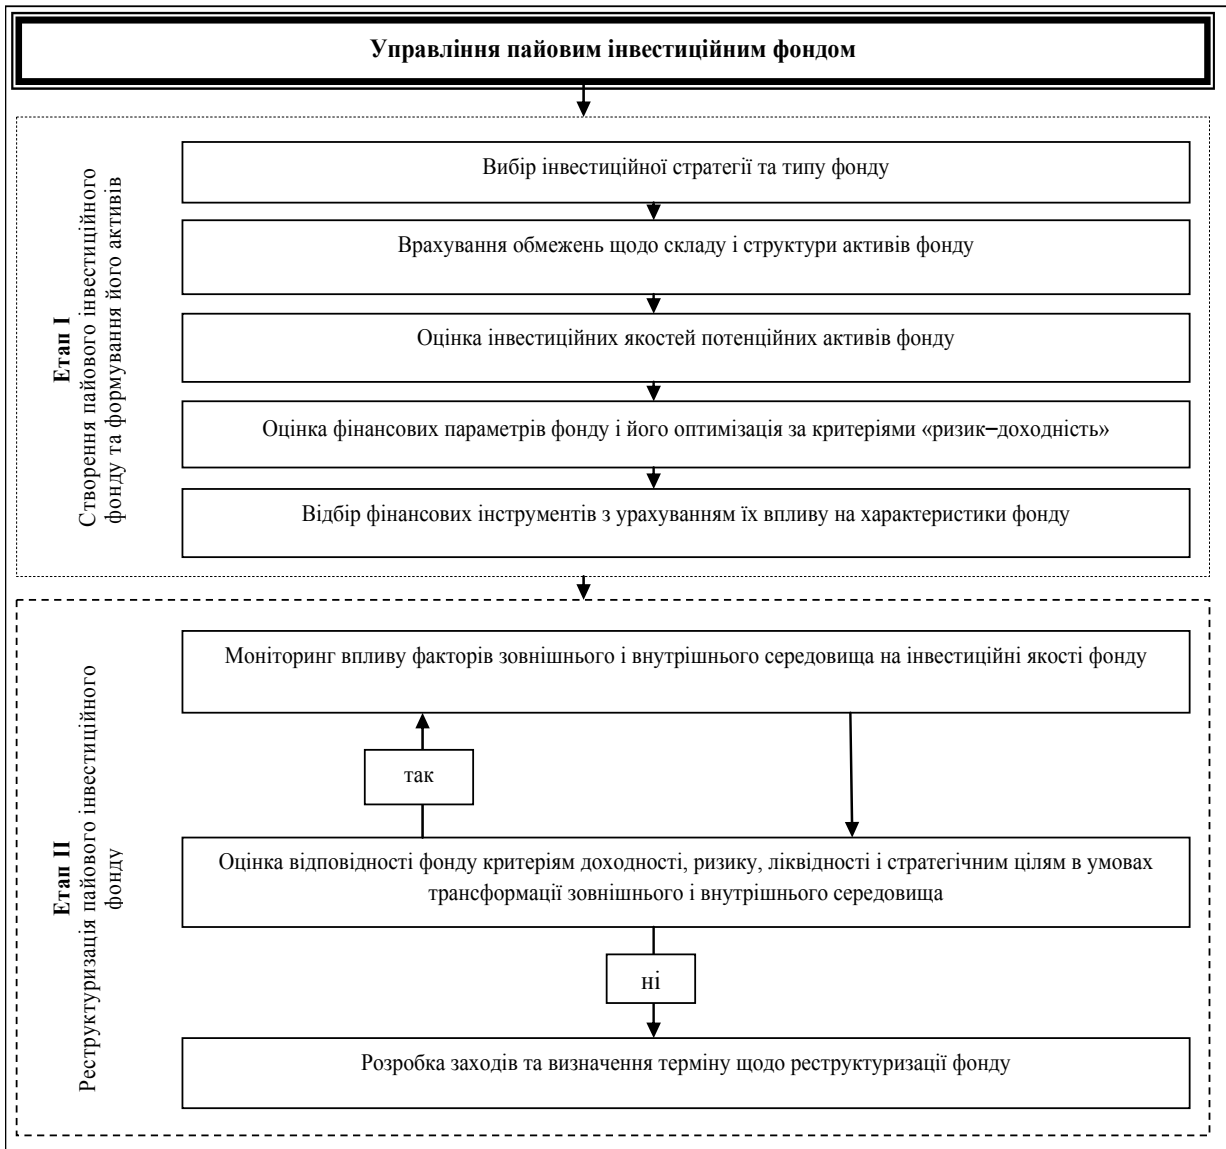 Управління пайовим інвестиційним фондом
Етап І
Створення пайового інвестиційного
фонду та формування його активів
Вибір інвестиційної стратегії та типу фонду
Врахування обмежень щодо складу і структури активів фонду
Оцінка інвестиційних якостей потенційних активів фонду
Оцінка фінансових параметрів фонду і його оптимізація за критеріями «ризик–доходність»
Відбір фінансових інструментів з урахуванням їх впливу на характеристики фонду
Етап ІІ
Реструктуризація пайового інвестиційного
фонду
Моніторинг впливу факторів зовнішнього і внутрішнього середовища на інвестиційні якості фонду
так
Оцінка відповідності фонду критеріям доходності, ризику, ліквідності і стратегічним цілям в умовах
трансформації зовнішнього і внутрішнього середовища
ні
Розробка заходів та визначення терміну щодо реструктуризації фонду